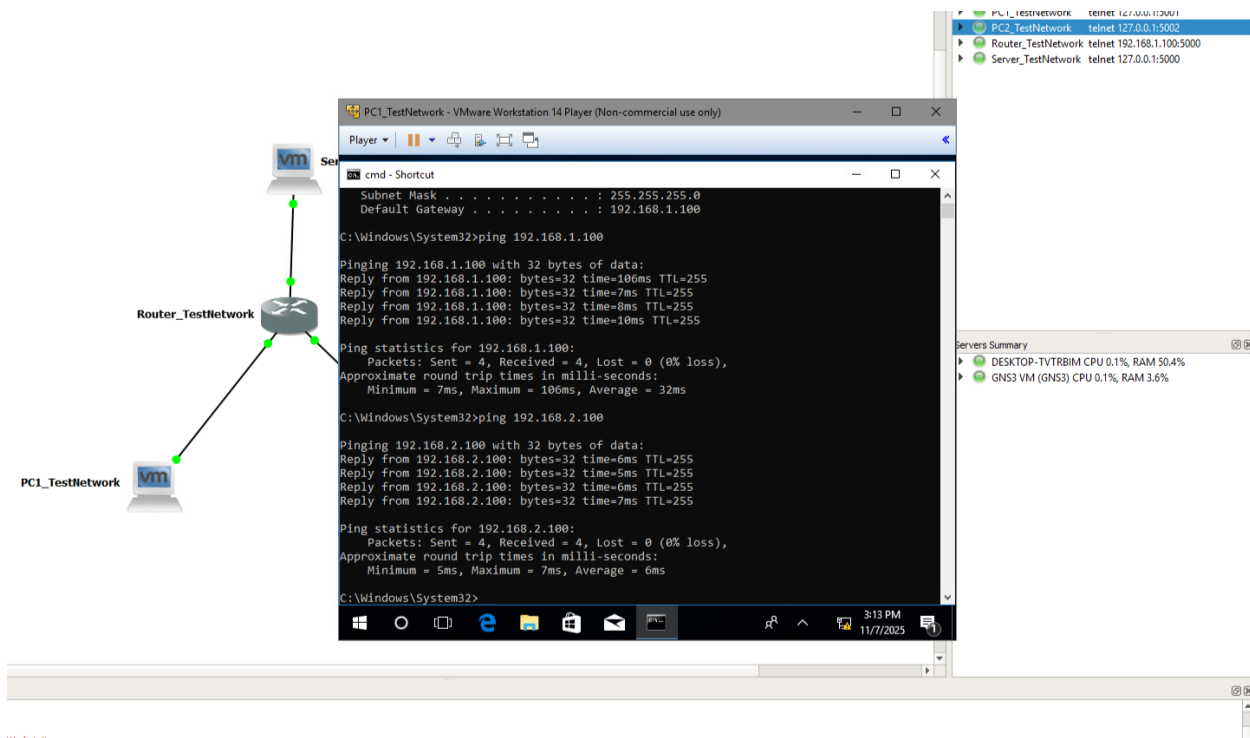 PC1_TestNetwork telnet 127.0.0.1:5001
PC2_TestNetwork telnet 127.0.0.1:5002
Router_TestNetwork telnet 192.168.1.100:5000
Server_TestNetwork telnet 127.0.0.1:5000
vm
Router_TestNetwork
PC1_TestNetwork
vm
PC1_TestNetwork - VMware Workstation 14 Player (Non-commercial use only)
Player
cmd - Shortcut
Subnet Mask . . . . . . . . . . . : 255.255.255.0
Default Gateway . . . . . . . . . : 192.168.1.100
C:\Windows\System32>ping 192.168.1.100
Pinging 192.168.1.100 with 32 bytes of data:
Reply from 192.168.1.100: bytes=32 time=106ms TTL=255
Reply from 192.168.1.100: bytes=32 time=7ms TTL=255
Reply from 192.168.1.100: bytes=32 time=8ms TTL=255
Reply from 192.168.1.100: bytes=32 time=10ms TTL=255
Ping statistics for 192.168.1.100:
Packets: Sent = 4, Received = 4, Lost = 0 (0% loss),
Approximate round trip times in milli-seconds:
Minimum = 7ms, Maximum = 106ms, Average = 32ms
C:\Windows\System32>ping 192.168.2.100
Pinging 192.168.2.100 with 32 bytes of data:
Reply from 192.168.2.100: bytes=32 time=6ms TTL=255
Reply from 192.168.2.100: bytes=32 time=5ms TTL=255
Reply from 192.168.2.100: bytes=32 time=6ms TTL=255
Reply from 192.168.2.100: bytes=32 time=7ms TTL=255
Ping statistics for 192.168.2.100:
Packets: Sent = 4, Received = 4, Lost = 0 (0% loss),
Approximate round trip times in milli-seconds:
Minimum = 5ms, Maximum = 7ms, Average = 6ms
C:\Windows\System32>
3:13 PM
11/7/2025
1
Servers Summary
DESKTOP-TVTRBIM CPU 0.1%, RAM 50.4%
GNS3 VM (GNS3) CPU 0.1%, RAM 3.6%